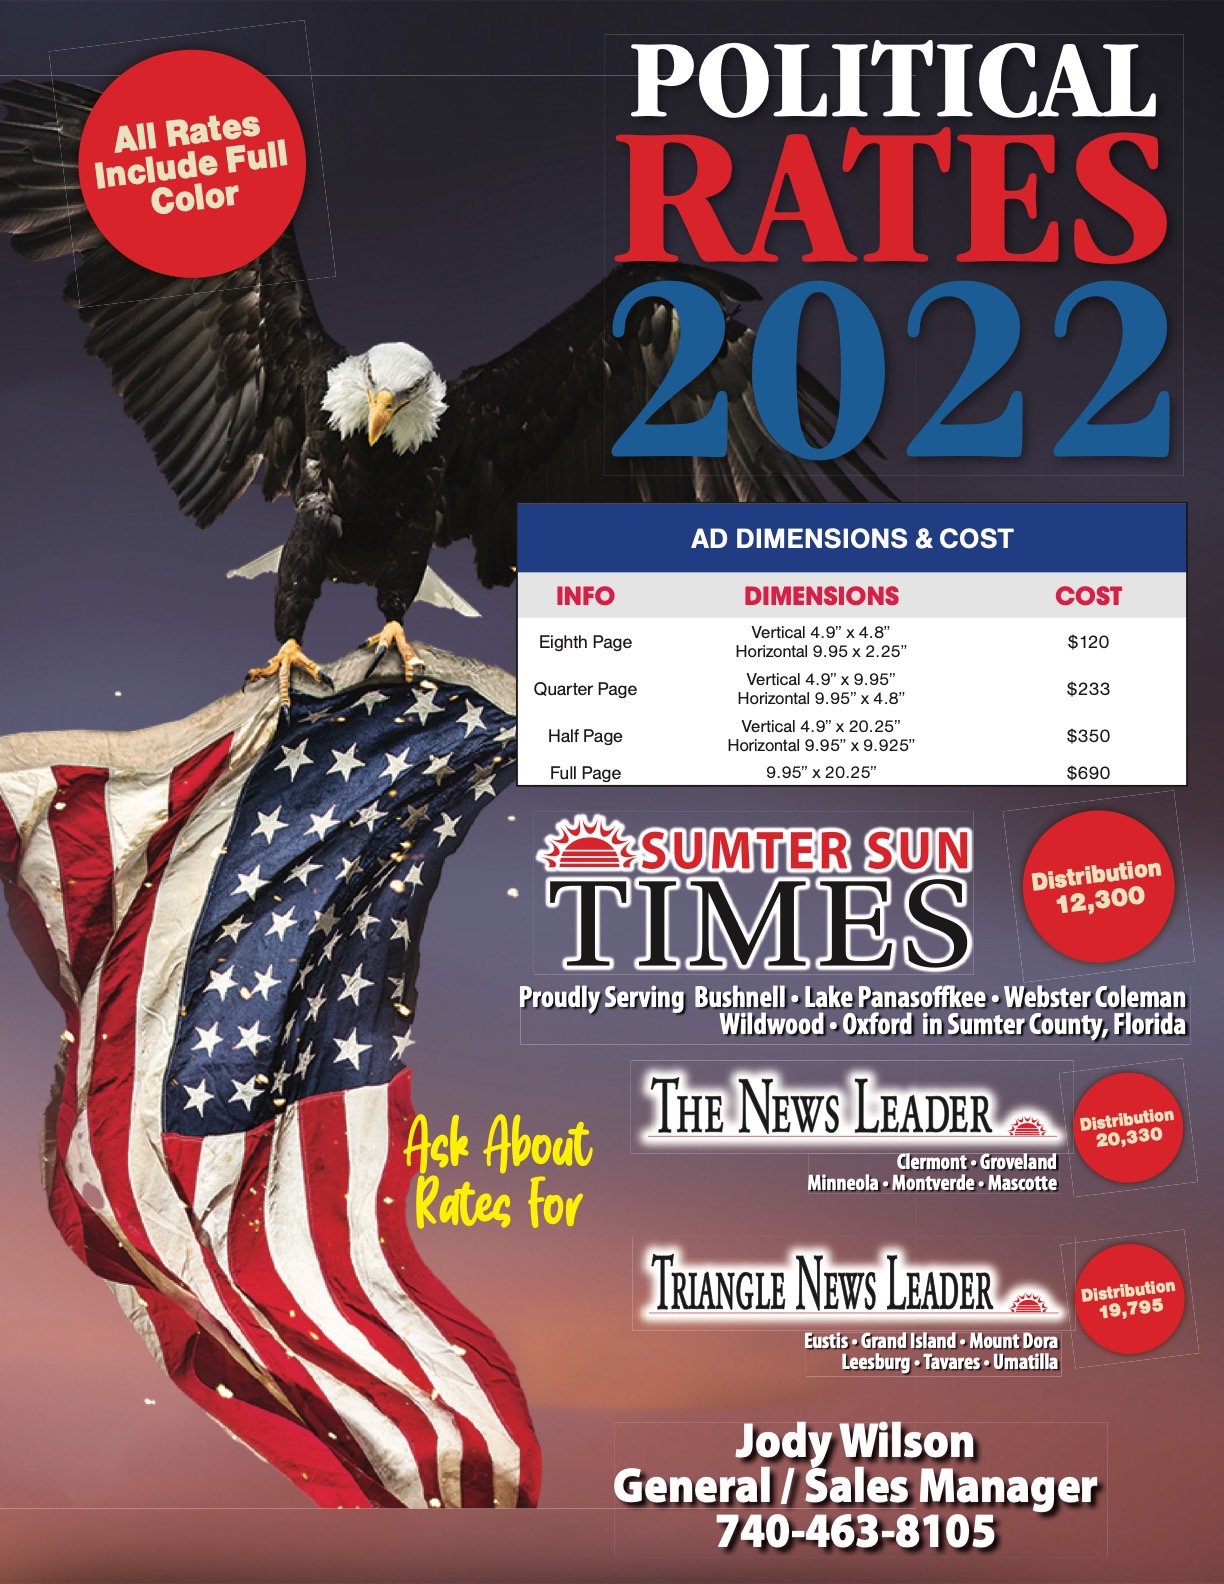 All Rates
Include Full
Color
POLITICAL
RATES
2022
AD DIMENSIONS & COST
INFO DIMENSIONS COST
Eighth Page Vertical 4.9” x 4.8” $120
Horizontal 9.95 x 2.25”
Quarter Page Vertical 4.9” x 9.95” $233
Horizontal 9.95” x 4.8”
Half Page Vertical 4.9” x 20.25” $350
Horizontal 9.95” x 9.925”
Full Page 9.95” x 20.25” $690
SUMTER SUN
TIMES
Distribution
12,300
Proudly Serving Bushnell • Lake Panasoffkee • Webster Coleman
Wildwood • Oxford in Sumter County, Florida
Ask About
Rates For
THE NEWS LEADER
Distribution
20,330
Clermont • Groveland
Minneola • Montverde • Mascotte
TRIANGLE NEWS LEADER
Distribution
19,795
Eustis • Grand Island • Mount Dora
Leesburg • Tavares • Umatilla
Jody Wilson
General / Sales Manager
740-463-8105